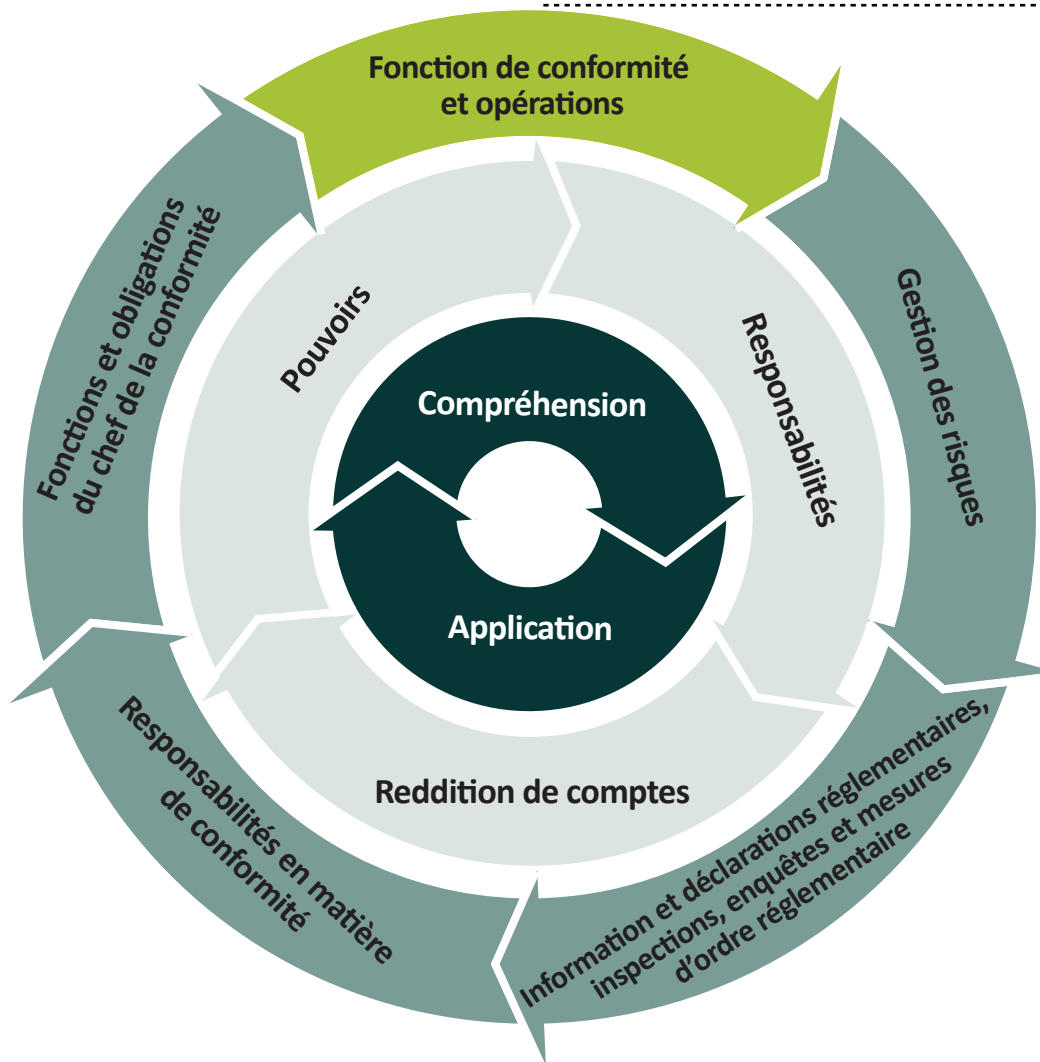 Fonction de conformité
et opérations
Fonctions et obligations
du chef de la conformité
Pouvoirs
Responsabilités
Gestion des risques
Compréhension
Application
Reddition de comptes
Responsabilités en matière
de conformité
Information et déclarations réglementaires,
inspections, enquêtes et mesures
d’ordre réglementaire